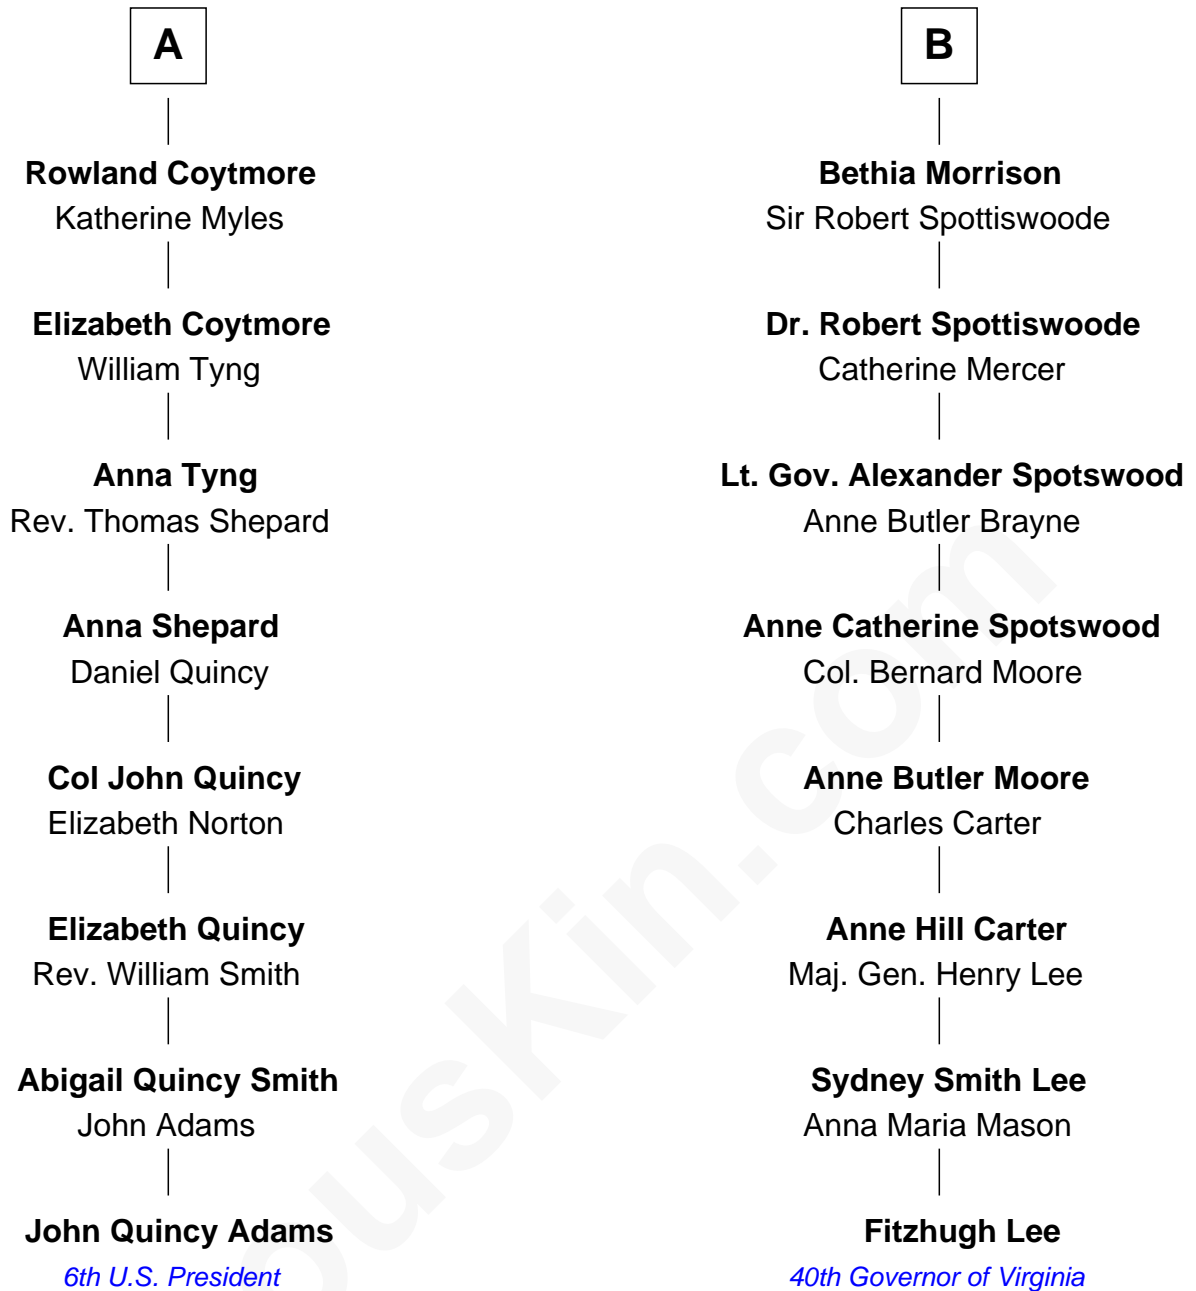 A
Rowland Coytmore
Katherine Myles
Elizabeth Coytmore
William Tyng
Anna Tyng
Rev. Thomas Shepard
Anna Shepard
Daniel Quincy
Col John Quincy
Elizabeth Norton
Elizabeth Quincy
Rev. William Smith
Abigail Quincy Smith
John Adams
John Quincy Adams
6th U.S. President
B
Bethia Morrison
Sir Robert Spottiswoode
Dr. Robert Spottiswoode
Catherine Mercer
Lt. Gov. Alexander Spotswood
Anne Butler Brayne
Anne Catherine Spotswood
Col. Bernard Moore
Anne Butler Moore
Charles Carter
Anne Hill Carter
Maj. Gen. Henry Lee
Sydney Smith Lee
Anna Maria Mason
Fitzhugh Lee
40th Governor of Virginia
ousKin.com